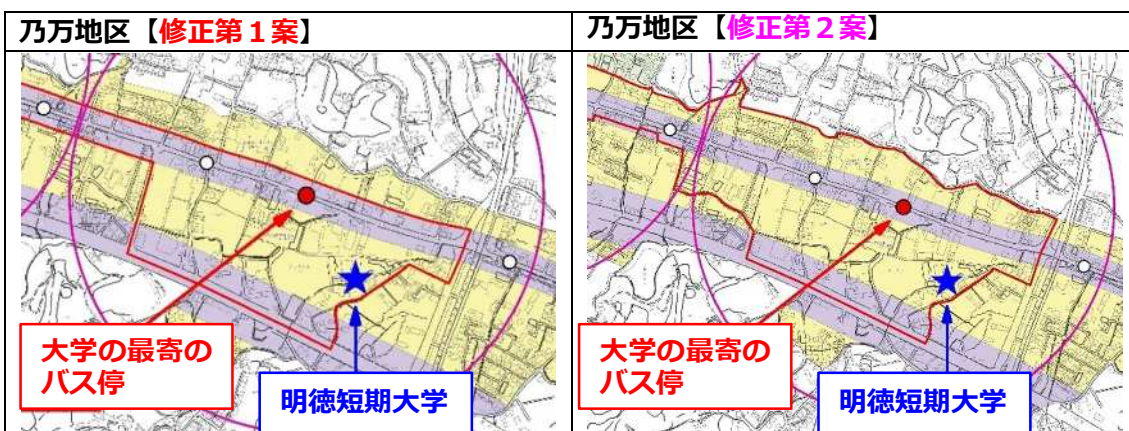 乃万地区【修正第１案】
大学の最寄の
バス停
明徳短期大学
乃万地区【修正第２案】
大学の最寄の
バス停
明徳短期大学